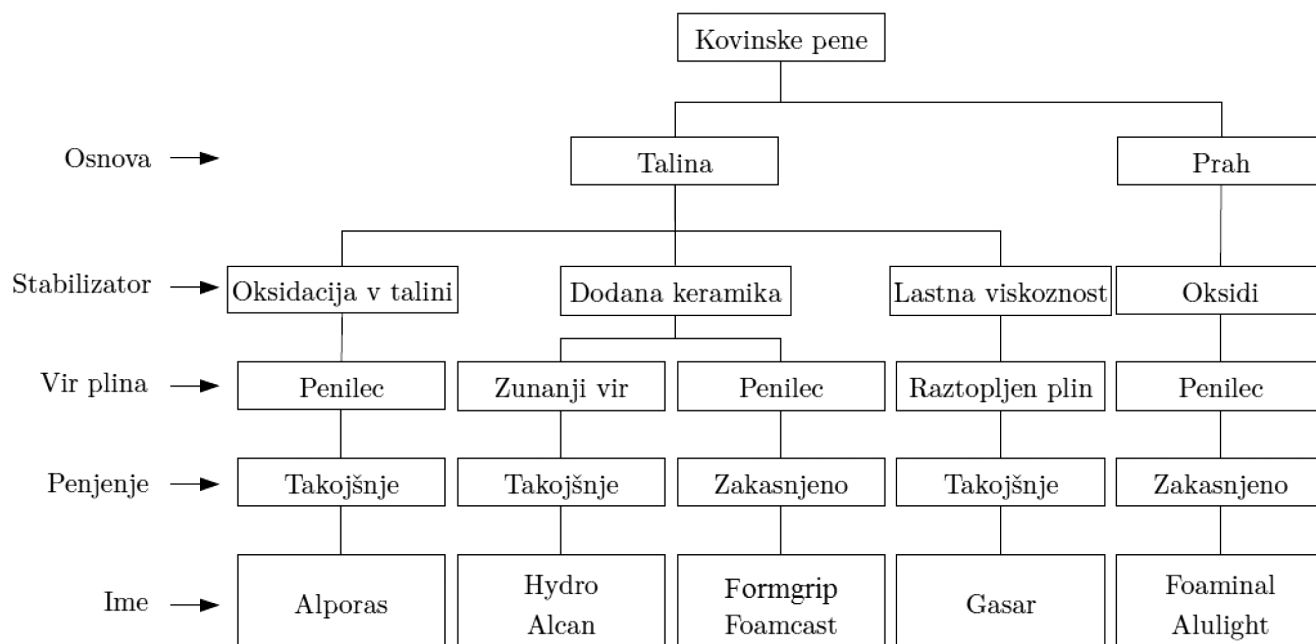 Kovinske pene
Osnova
Talina
Prah
Stabilizator
Oksidacija v talini
Dodana keramika
Lastna viskoznost
Oksidi
Vir plina
Penilec
Zunanji vir
Penilec
Raztopljen plin
Penilec
Penjenje
Takojšnje
Takojšnje
Zakasnjeno
Takojšnje
Zakasnjeno
Ime
Alporas
Hydro
Alcan
Formgrip
Foamcast
Gasar
Foaminal
Alulight